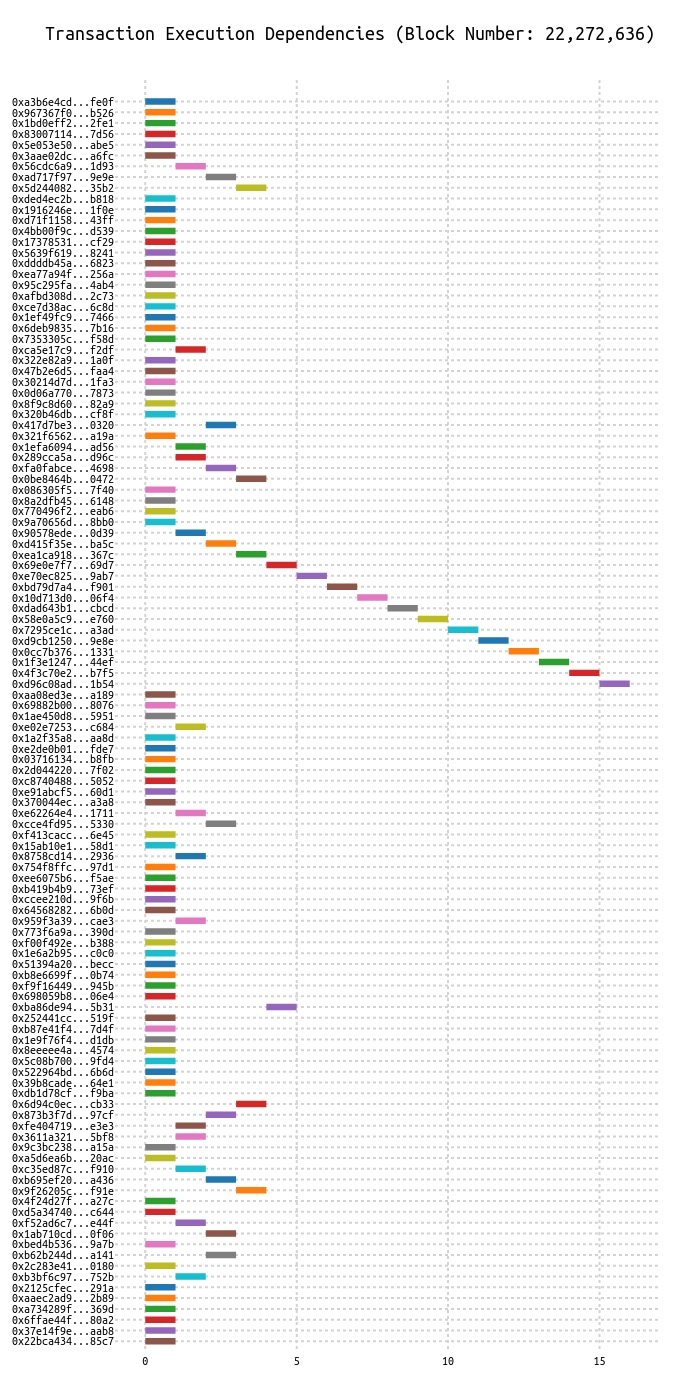 Transaction Execution Dependencies (Block Number: 22,272,636)
0xa3b6e4cd...fe0f
0x967367f0...b526
0x1bd0eff2...2fe1
0x83007114...7d56
0x5e053e50...abe5
0x3aae02dc...a6fc
0x56cdc6a9...1d93
0xad717f97...9e9e
0x5d244082...35b2
0xded4ec2b...b818
0x1916246e...1f0e
0xd71f1158...43ff
0x4bb00f9c...d539
0x17378531...cf29
0x5639f619...8241
0xddddb45a...6823
0xea77a94f...256a
0x95c295fa...4ab4
0xafbd308d...2c73
0xce7d38ac...6c8d
0x1ef49fc9...7466
0x6deb9835...7b16
0x7353305c...f58d
0xca5e17c9...f2df
0x322e82a9...1a0f
0x47b2e6d5...faa4
0x30214d7d...1fa3
0x0d06a770...7873
0x8f9c8d60...82a9
0x320b46db...cf8f
0x417d7be3...0320
0x321f6562...a19a
0x1efa6094...ad56
0x289cca5a...d96c
0xfa0fabce...4698
0x0be8464b...0472
0x086305f5...7f40
0x8a2dfb45...6148
0x770496f2...eab6
0x9a70656d...8bb0
0x90578ede...0d39
0xd415f35e...ba5c
0xea1ca918...367c
0x69e0e7f7...69d7
0xe70ec825...9ab7
0xbd79d7a4...f901
0x10d713d0...06f4
0xdad643b1...cbcd
0x58e0a5c9...e760
0x7295ce1c...a3ad
0xd9cb1250...9e8e
0x0cc7b376...1331
0x1f3e1247...44ef
0x4f3c70e2...b7f5
0xd96c08ad...1b54
0xaa08ed3e...a189
0x69882b00...8076
0x1ae450d8...5951
0xe02e7253...c684
0x1a2f35a8...aa8d
0xe2de0b01...fde7
0x03716134...b8fb
0x2d044220...7f02
0xc8740488...5052
0xe91abcf5...60d1
0x370044ec...a3a8
0xe62264e4...1711
0xcce4fd95...5330
0xf413cacc...6e45
0x15ab10e1...58d1
0x8758cd14...2936
0x754f8ffc...97d1
0xee6075b6...f5ae
0xb419b4b9...73ef
0xccee210d...9f6b
0x64568282...6b0d
0x959f3a39...cae3
0x773f6a9a...390d
0xf00f492e...b388
0x1e6a2b95...c0c0
0x51394a20...becc
0xb8e6699f...0b74
0xf9f16449...945b
0x698059b8...06e4
0xba86de94...5b31
0x252441cc...519f
0xb87e41f4...7d4f
0x1e9f76f4...d1db
0x8eeeee4a...4574
0x5c08b700...9fd4
0x522964bd...6b6d
0x39b8cade...64e1
0xdb1d78cf...f9ba
0x6d94c0ec...cb33
0x873b3f7d...97cf
0xfe404719...e3e3
0x3611a321...5bf8
0x9c3bc238...a15a
0xa5d6ea6b...20ac
0xc35ed87c...f910
0xb695ef20...a436
0x9f26205c...f91e
0x4f24d27f...a27c
0xd5a34740...c644
0xf52ad6c7...e44f
0x1ab710cd...0f06
0xbed4b536...9a7b
0xb62b244d...a141
0x2c283e41...0180
0xb3bf6c97...752b
0x2125cfec...291a
0xaaec2ad9...2b89
0xa734289f...369d
0x6ffae44f...80a2
0x37e14f9e...aab8
0x22bca434...85c7
0 5 10 15